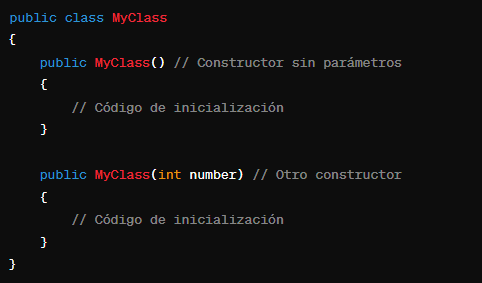 public class MyClass
{
    public MyClass() // Constructor sin parámetros
    {
        // Código de inicialización
    }

    public MyClass(int number) // Otro constructor
    {
        // Código de inicialización
    }
}